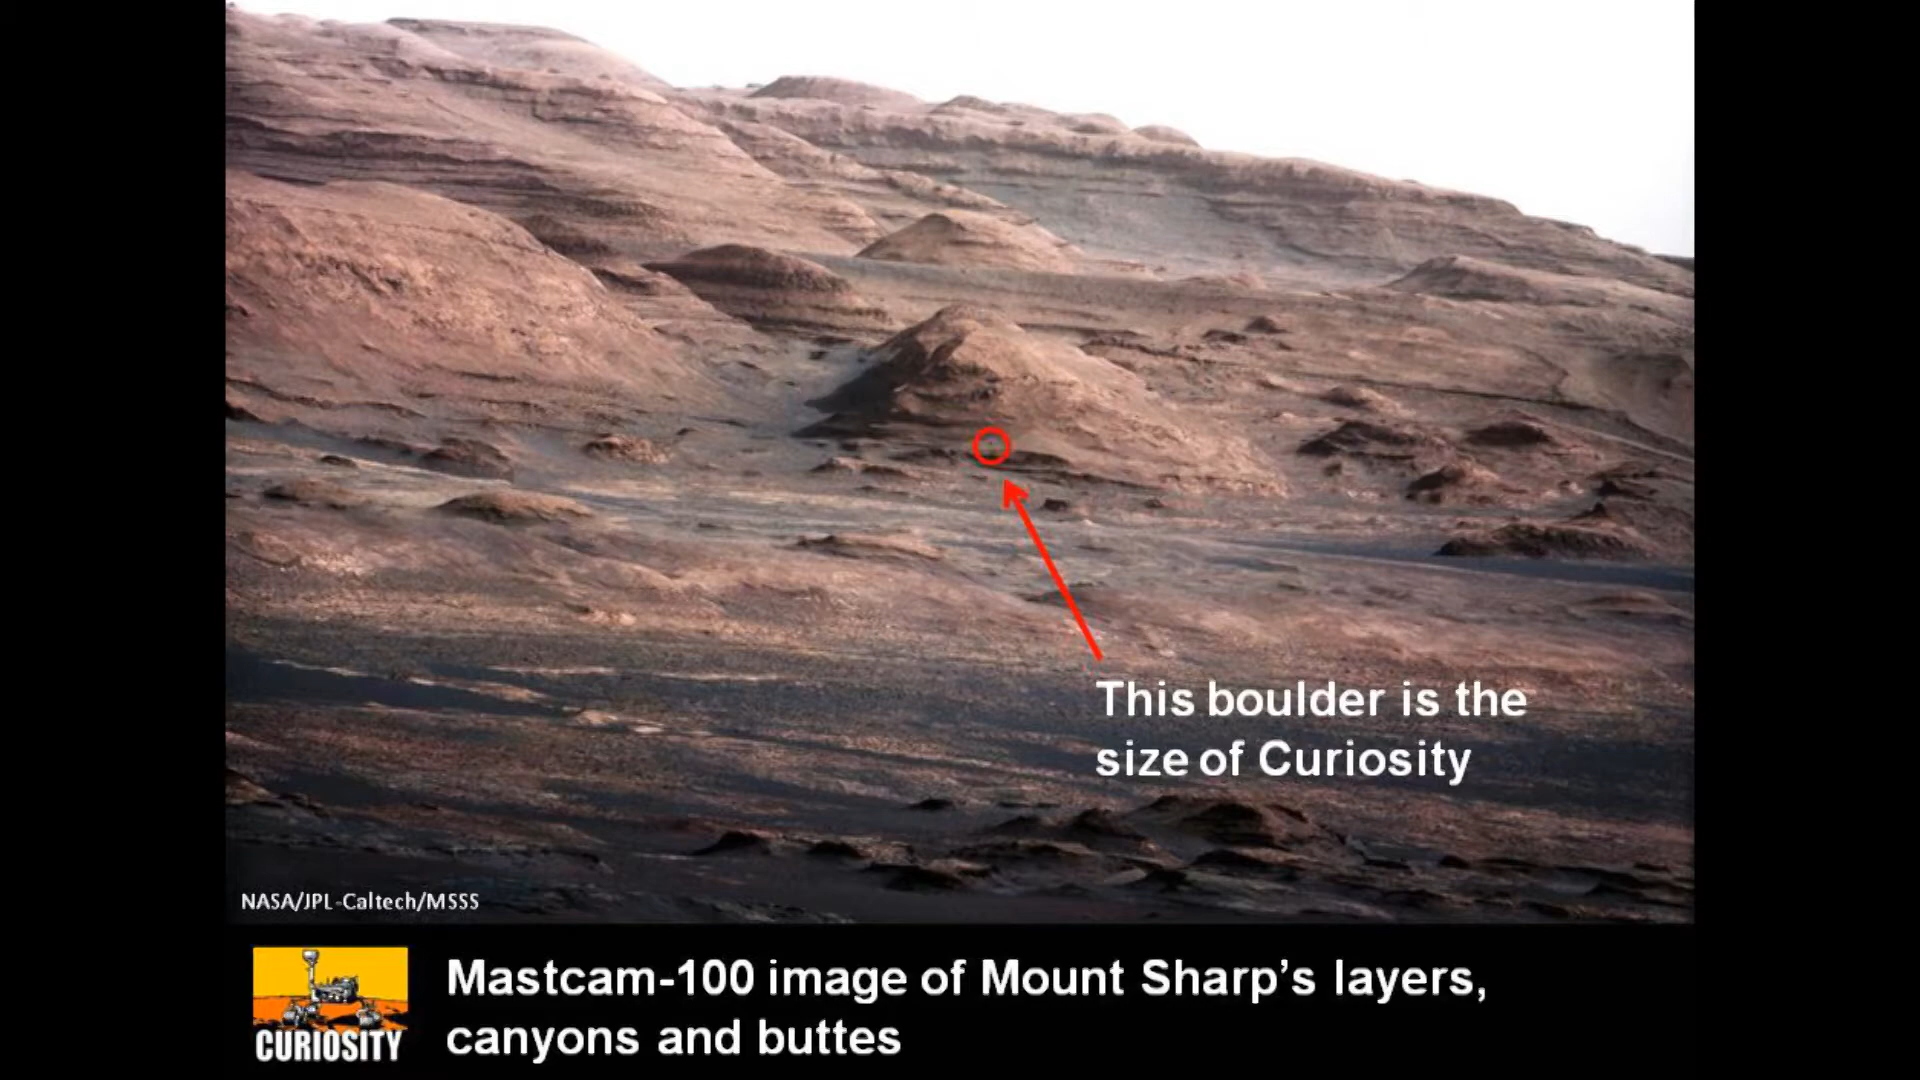 This boulder is the
size of Curiosity
NASA/JPL-Caltech/MSSS
CURIOSITY
Mastcam-100 image of Mount Sharp’s layers,
canyons and buttes